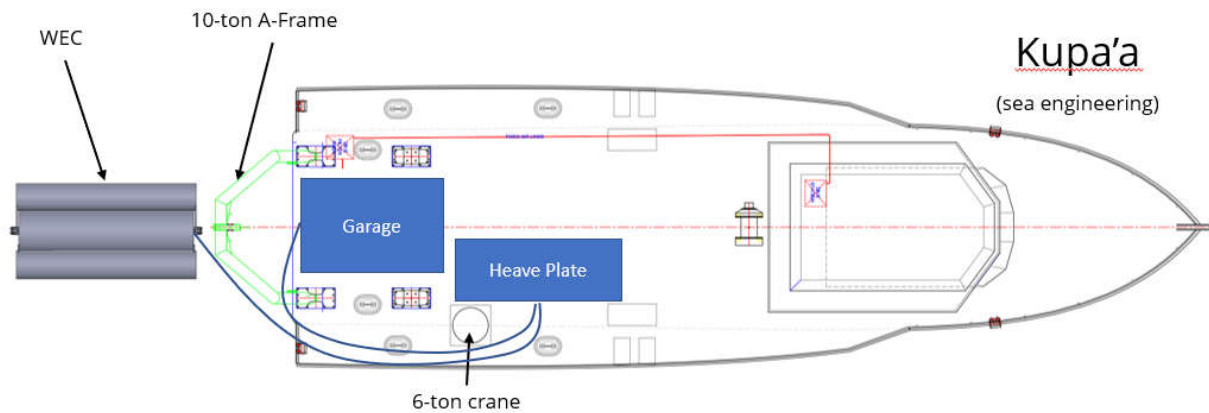 10-ton A-Frame
WEC
Kupa'a
(sea engineering)
Garage
Heave Plate
6-ton crane